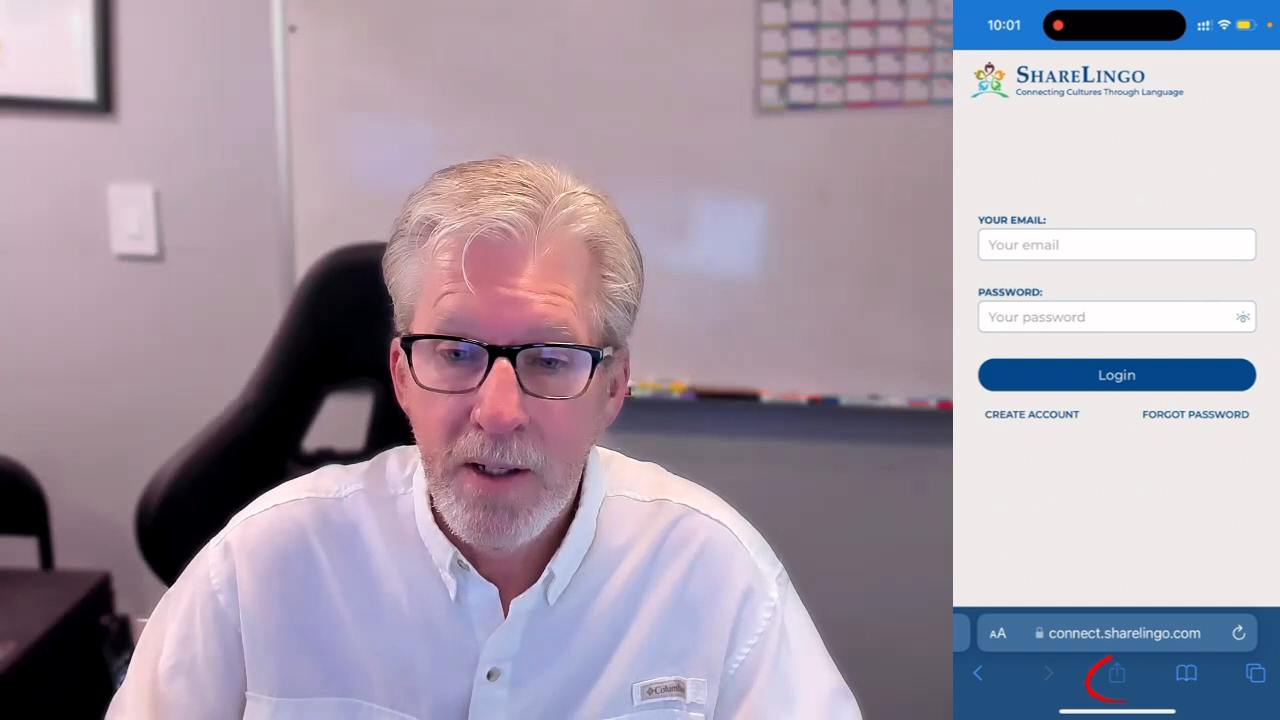 10:01
SHARELINGO
Connecting Cultures Through Language
YOUR EMAIL:
Your email
PASSWORD:
Your password
Login
CREATE ACCOUNT
FORGOT PASSWORD
AA
connect.sharelingo.com
Columbia